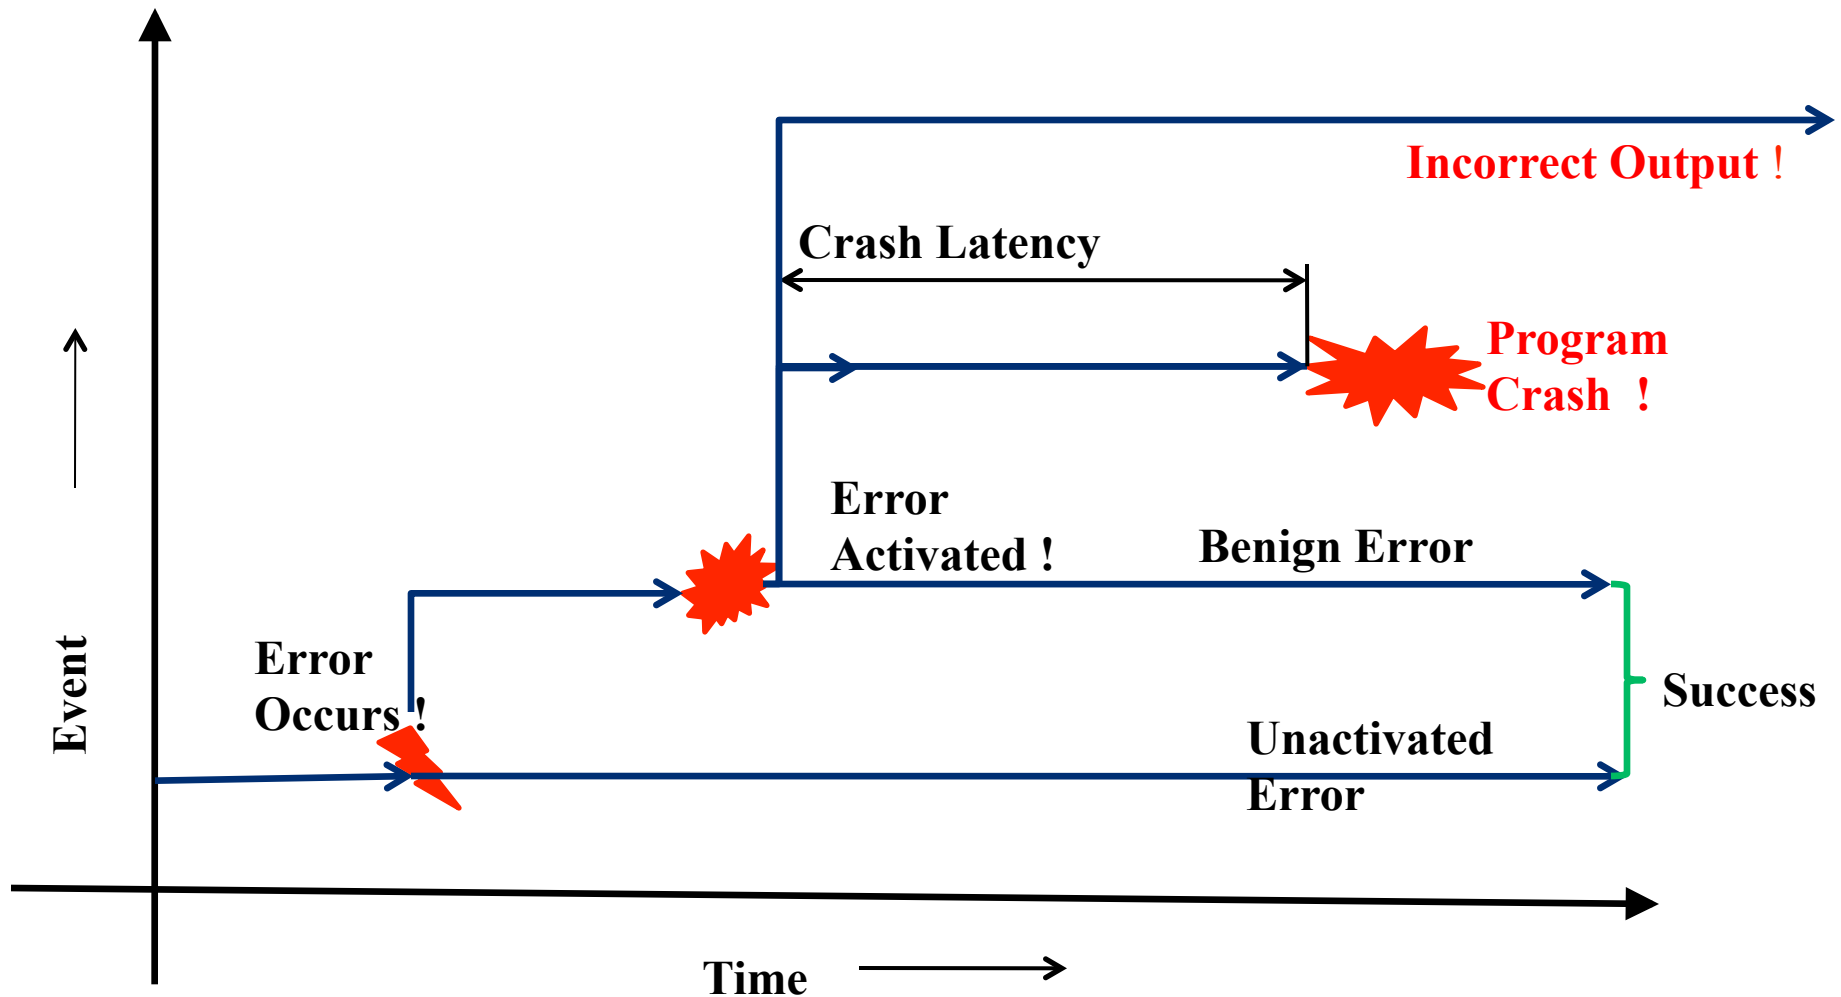 Incorrect Output !
Crash Latency
Program
Crash !
Error
Activated !
Benign Error
Error
Occurs !
Event
Success
Unactivated
Error
Time